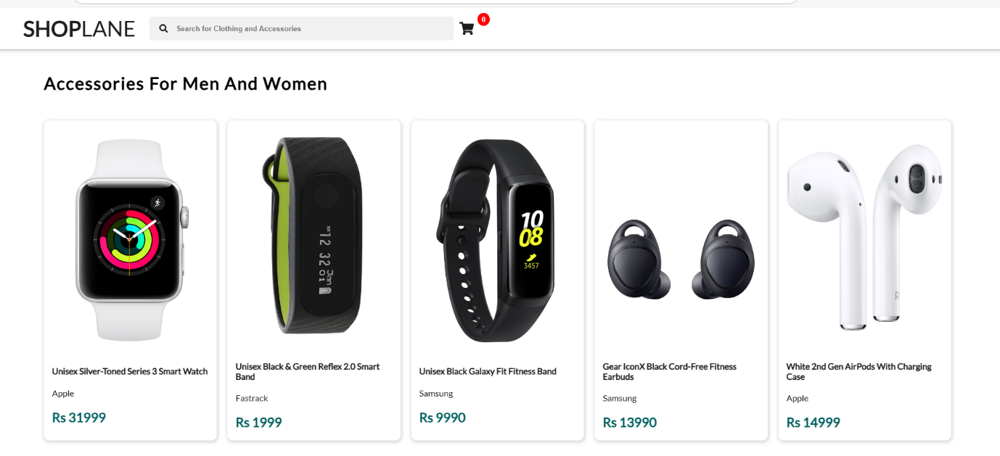 SHOPLANE
Search for Clothing and Accessories
0
Accessories For Men And Women
12 32
Jan
01
10
08
3457
R
Unisex Silver-Toned Series 3 Smart Watch
Apple
Rs 31999
Unisex Black & Green Reflex 2.0 Smart
Band
Fastrack
Rs 1999
Unisex Black Galaxy Fit Fitness Band
Samsung
Rs 9990
Gear IconX Black Cord-Free Fitness
Earbuds
Samsung
Rs 13990
White 2nd Gen AirPods With Charging
Case
Apple
Rs 14999